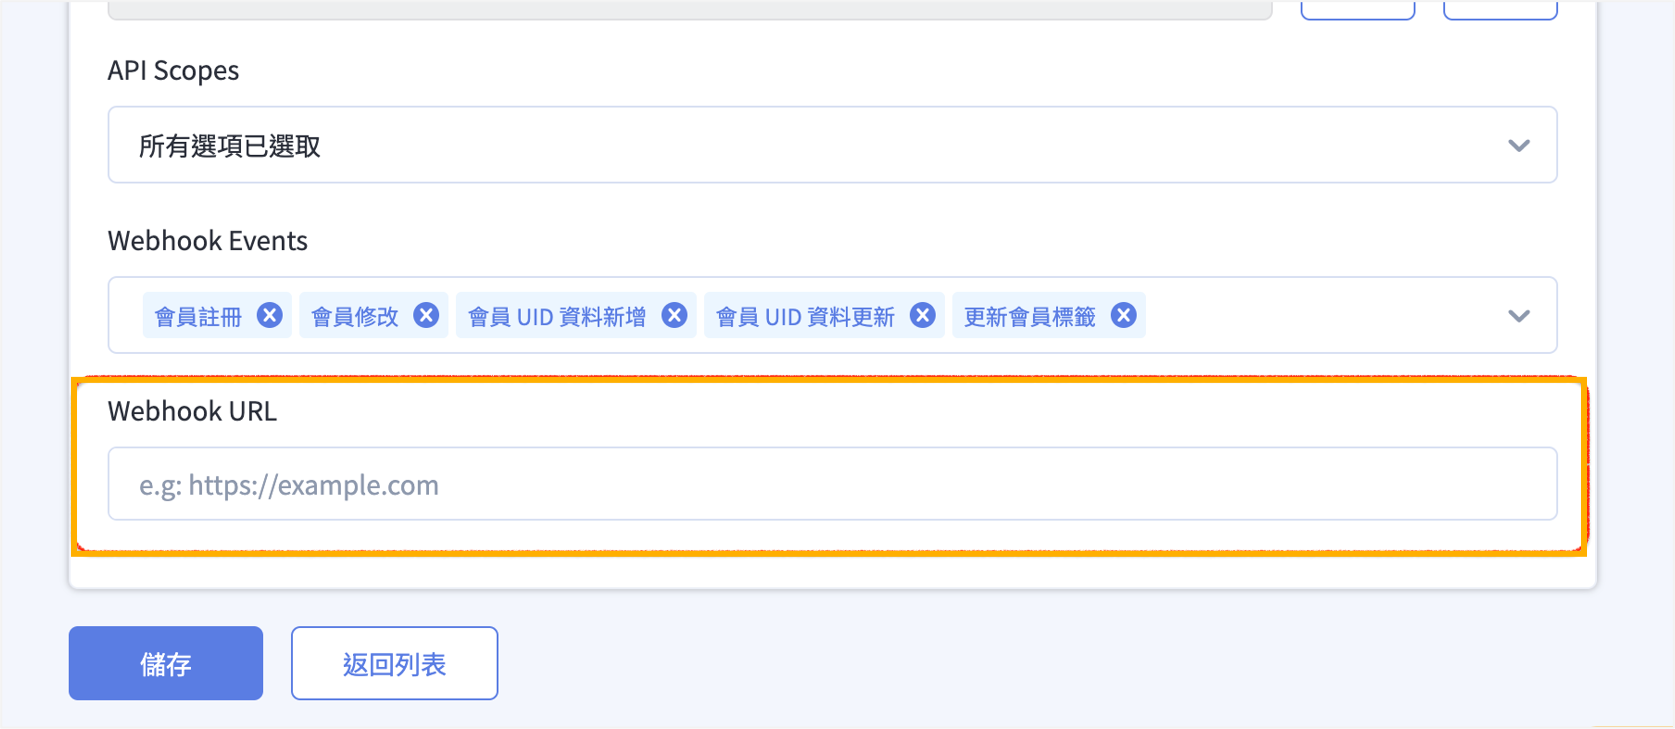 API Scopes
所有選項已選取
Webhook Events
會員註冊 會員修改 會員 UID 資料新增 會員 UID 資料更新 更新會員標籤
Webhook URL
e.g: https://example.com
儲存 返回列表